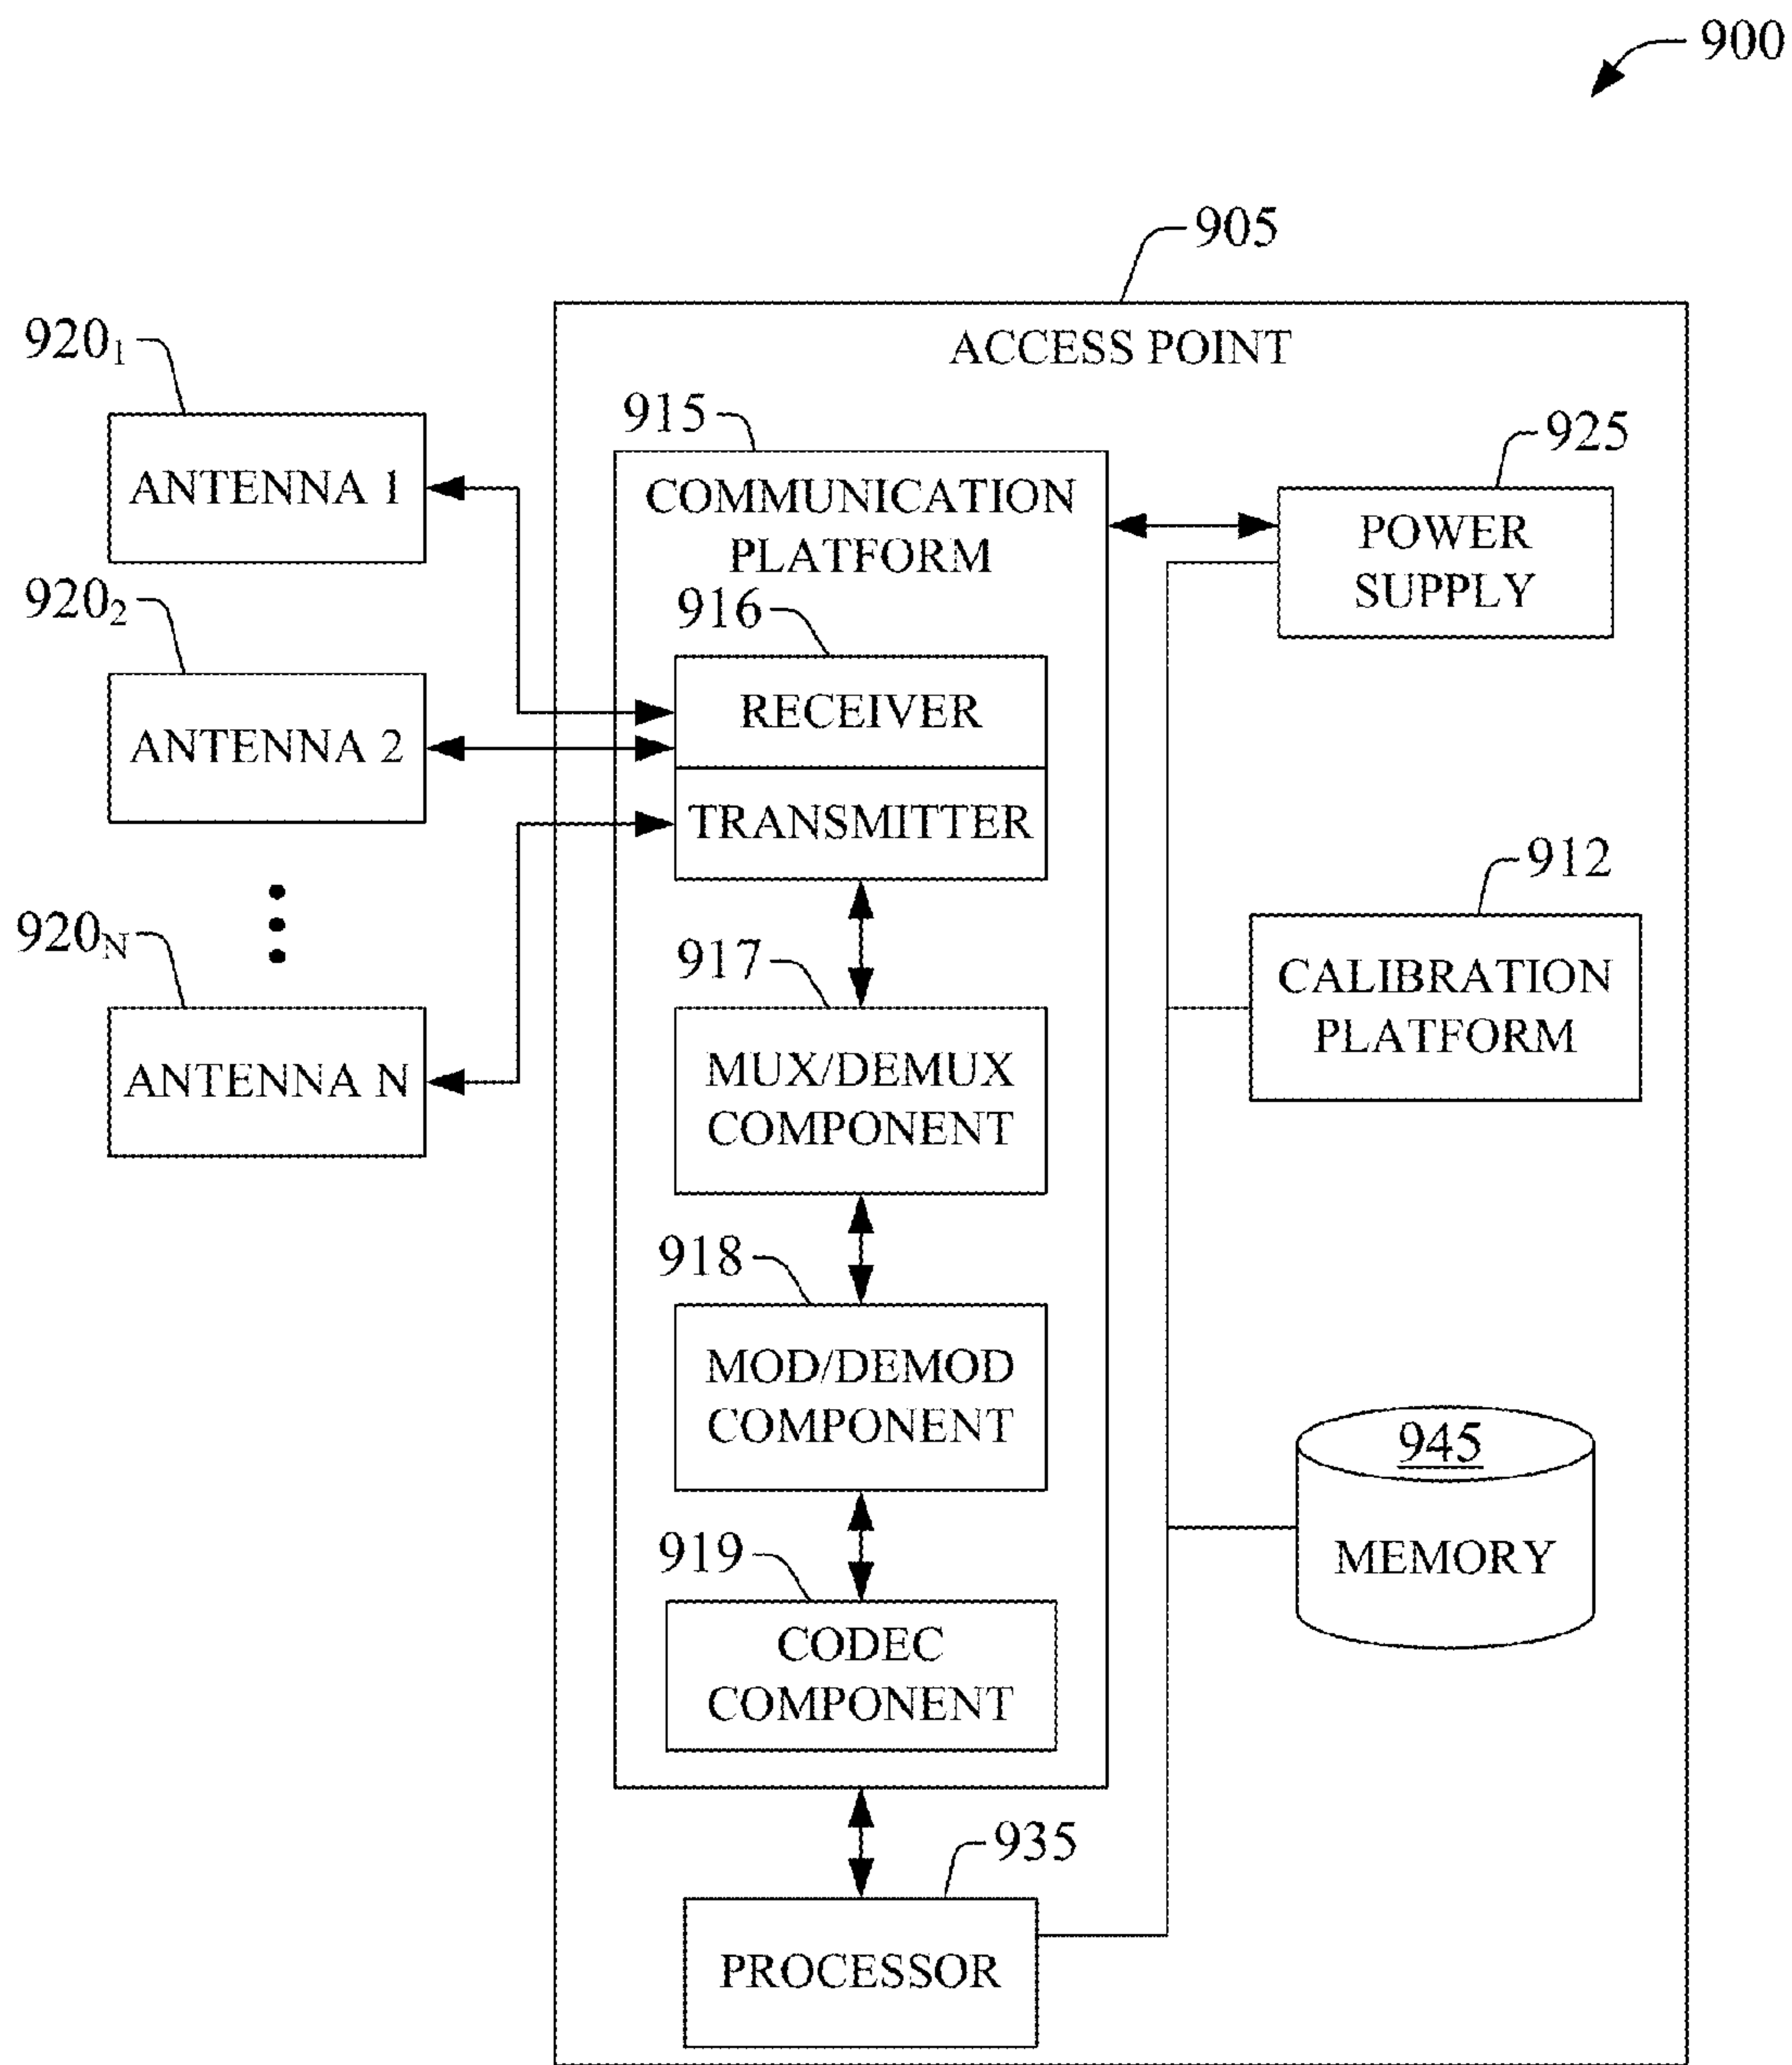 900
905
ACCESS POINT
920₁
ANTENNA 1
915
COMMUNICATION
PLATFORM
925
POWER
SUPPLY
920₂
ANTENNA 2
916
RECEIVER
TRANSMITTER
912
CALIBRATION
PLATFORM
920ₙ
ANTENNA N
917
MUX/DEMUX
COMPONENT
918
MOD/DEMOD
COMPONENT
945
MEMORY
919
CODEC
COMPONENT
935
PROCESSOR